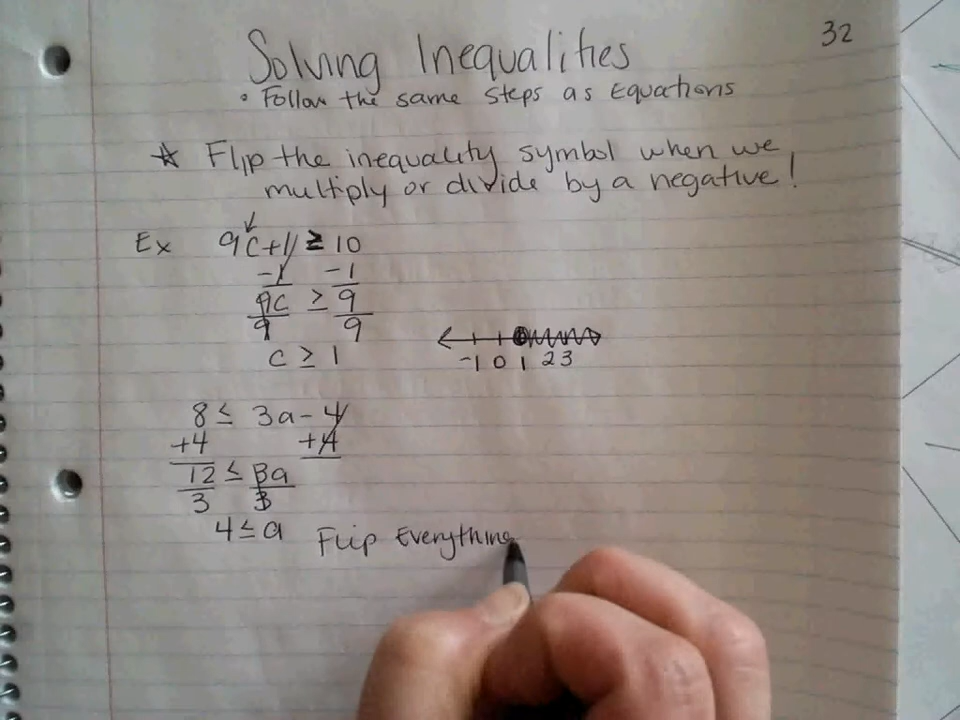 32
Solving Inequalities
• Follow the same steps as Equations
☆ Flip the inequality symbol when we
multiply or divide by a negative!
Ex 9c+1 ≥ 10
-1 -1
9c ≥ 9
9 9
c ≥ 1
-1 0 1 2 3
8 ≤ 3a - 4
+4 +4
12 ≤ 3a
3 3
4 ≤ a Flip Everything